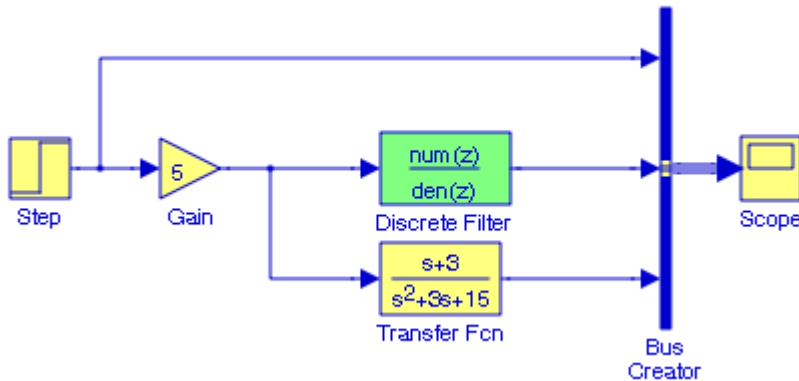 5
num(z)
den(z)
Step
Gain
Discrete Filter
Scope
s+3
s²+3s+15
Transfer Fcn
Bus
Creator